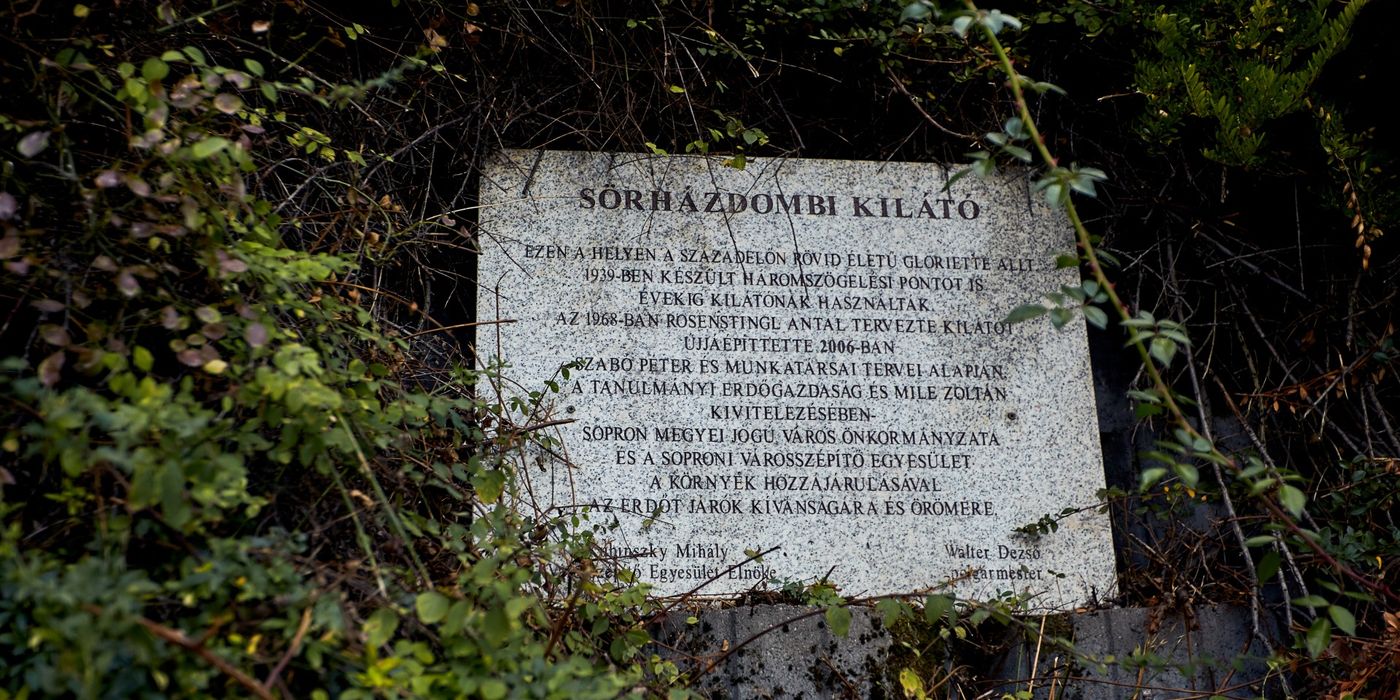 SÖRHÁZDOMBI KILÁTÓ
EZEN A HELYEN A SZÁZADELŐN RÖVID ÉLETŰ GLORIETTE ÁLLT.
1939-BEN KÉSZÜLT HÁROMSZÖGELÉSI PONTOT IS
ÉVEKIG KILÁTÓNAK HASZNÁLTÁK.
AZ 1968-BAN ROSENSTINGL ANTAL TERVEZTE KILÁTÓT
ÚJJÁÉPÍTTETTE 2006-BAN
SZABÓ PÉTER ÉS MUNKATÁRSAI TERVEI ALAPJÁN,
A TANULMÁNYI ERDŐGAZDASÁG ÉS MILE ZOLTÁN
KIVITELEZÉSÉBEN-
SOPRON MEGYEI JOGÚ VÁROS ÖNKORMÁNYZATA
ÉS A SOPRONI VÁROSSZÉPÍTŐ EGYESÜLET
A KÖRNYÉK HOZZÁJÁRULÁSÁVAL
AZ ERDŐT JÁRÓK KÍVÁNSÁGÁRA ÉS ÖRÖMÉRE.
Mihály Walter Dezső
Egyesület Elnöke